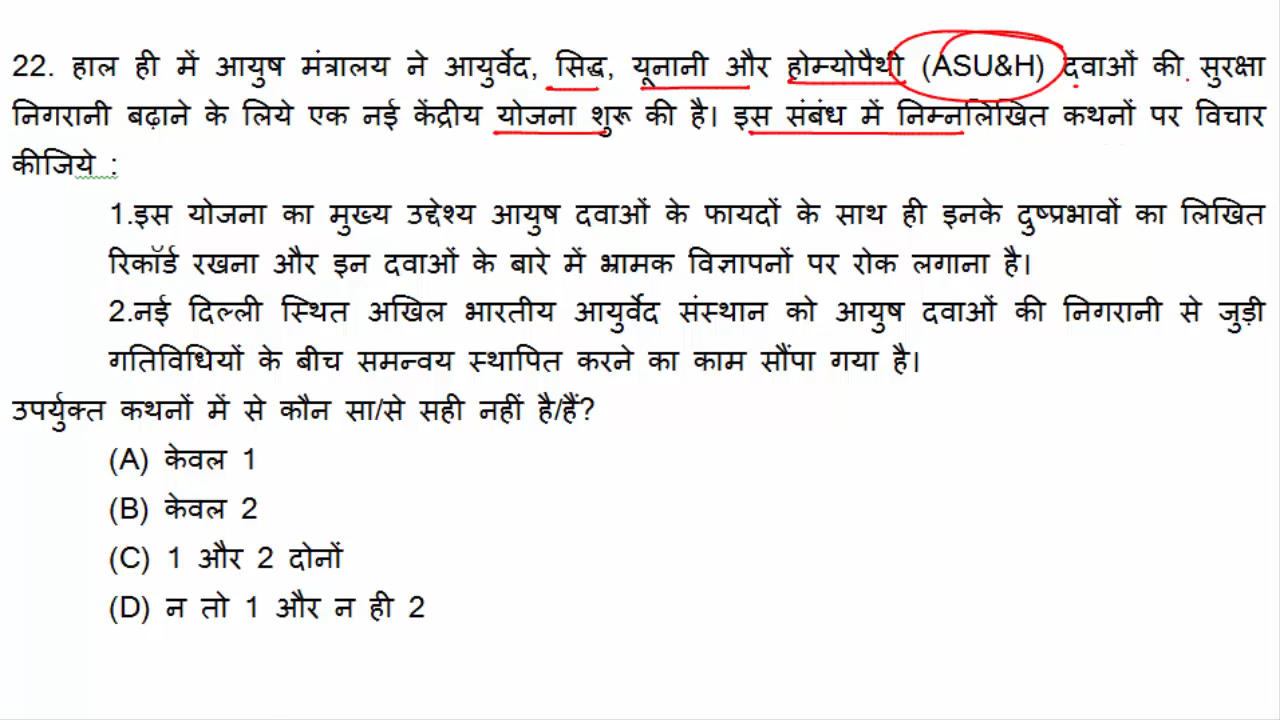 22. हाल ही में आयुष मंत्रालय ने आयुर्वेद, सिद्ध, यूनानी और होम्योपैथी (ASU&H) दवाओं की सुरक्षा
निगरानी बढ़ाने के लिये एक नई केंद्रीय योजना शुरू की है। इस संबंध में निम्नलिखित कथनों पर विचार
कीजिये :
1.इस योजना का मुख्य उद्देश्य आयुष दवाओं के फायदों के साथ ही इनके दुष्प्रभावों का लिखित
रिकॉर्ड रखना और इन दवाओं के बारे में भ्रामक विज्ञापनों पर रोक लगाना है।
2.नई दिल्ली स्थित अखिल भारतीय आयुर्वेद संस्थान को आयुष दवाओं की निगरानी से जुड़ी
गतिविधियों के बीच समन्वय स्थापित करने का काम सौंपा गया है।
उपर्युक्त कथनों में से कौन सा/से सही नहीं है/हैं?
(A) केवल 1
(B) केवल 2
(C) 1 और 2 दोनों
(D) न तो 1 और न ही 2